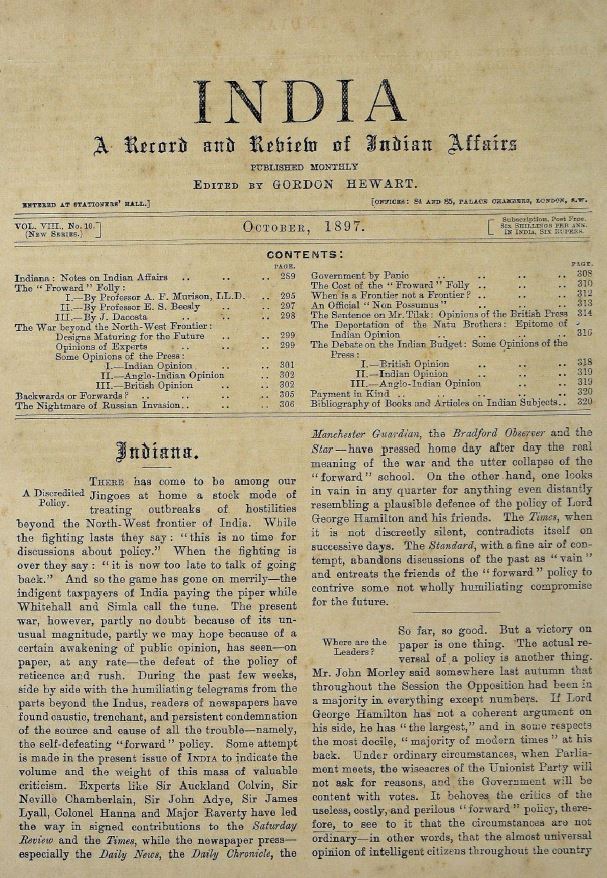 INDIA
A Record and Review of Indian Affairs
PUBLISHED MONTHLY
EDITED BY GORDON HEWART.
ENTERED AT STATIONERS' HALL.]
[OFFICES: 84 AND 85, PALACE CHAMBERS, LONDON, S.W.
VOL. VIII., No. 10.
(NEW SERIES.)
OCTOBER, 1897.
Subscription, Post Free.
SIX SHILLINGS PER ANN.
IN INDIA, SIX RUPEES.
CONTENTS:
PAGE.
Indiana: Notes on Indian Affairs .. .. .. 289
The "Froward" Folly:
I.—By Professor A. F. Murison, LL.D. .. 295
II.—By Professor E. S. Beesly .. .. 297
III.—By J. Dacosta .. .. .. 298
The War beyond the North-West Frontier:
Designs Maturing for the Future .. .. 299
Opinions of Experts .. .. .. 299
Some Opinions of the Press:
I.—Indian Opinion .. .. .. 301
II.—Anglo-Indian Opinion .. .. 302
III.—British Opinion .. .. .. 302
Backwards or Forwards? .. .. .. .. 305
The Nightmare of Russian Invasion.. .. .. 306
PAGE.
Government by Panic .. .. .. .. 308
The Cost of the "Froward" Folly .. .. .. 310
When is a Frontier not a Frontier? .. .. .. 312
An Official "Non Possumus" .. .. .. 313
The Sentence on Mr. Tilak: Opinions of the British Press 314
The Deportation of the Natu Brothers: Epitome of
Indian Opinion .. .. .. .. 316
The Debate on the Indian Budget: Some Opinions of the
Press:
I.—British Opinion .. .. .. 318
II.—Indian Opinion .. .. .. 319
III.—Anglo-Indian Opinion .. .. 319
Payment in Kind .. .. .. .. .. 320
Bibliography of Books and Articles on Indian Subjects.. 320
Indiana.
A Discredited
Policy.
THERE has come to be among our
Jingoes at home a stock mode of
treating outbreaks of hostilities
beyond the North-West frontier of India. While
the fighting lasts they say: "this is no time for
discussions about policy." When the fighting is
over they say: "it is now too late to talk of going
back." And so the game has gone on merrily—the
indigent taxpayers of India paying the piper while
Whitehall and Simla call the tune. The present
war, however, partly no doubt because of its un-
usual magnitude, partly we may hope because of a
certain awakening of public opinion, has seen—on
paper, at any rate—the defeat of the policy of
reticence and rush. During the past few weeks,
side by side with the humiliating telegrams from the
parts beyond the Indus, readers of newspapers have
found caustic, trenchant, and persistent condemnation
of the source and cause of all the trouble—namely,
the self-defeating "forward" policy. Some attempt
is made in the present issue of INDIA to indicate the
volume and the weight of this mass of valuable
criticism. Experts like Sir Auckland Colvin, Sir
Neville Chamberlain, Sir John Adye, Sir James
Lyall, Colonel Hanna and Major Raverty have led
the way in signed contributions to the Saturday
Review and the Times, while the newspaper press—
especially the Daily News, the Daily Chronicle, the
Manchester Guardian, the Bradford Observer and the
Star—have pressed home day after day the real
meaning of the war and the utter collapse of the
"forward" school. On the other hand, one looks
in vain in any quarter for anything even distantly
resembling a plausible defence of the policy of Lord
George Hamilton and his friends. The Times, when
it is not discreetly silent, contradicts itself on
successive days. The Standard, with a fine air of con-
tempt, abandons discussions of the past as "vain"
and entreats the friends of the "forward" policy to
contrive some not wholly humiliating compromise
for the future.
Where are the
Leaders?
So far, so good. But a victory on
paper is one thing. The actual re-
versal of a policy is another thing.
Mr. John Morley said somewhere last autumn that
throughout the Session the Opposition had been in
a majority in everything except numbers. If Lord
George Hamilton has not a coherent argument on
his side, he has "the largest," and in some respects
the most docile, "majority of modern times" at his
back. Under ordinary circumstances, when Parlia-
ment meets, the wiseacres of the Unionist Party will
not ask for reasons, and the Government will be
content with votes. It behoves the critics of the
useless, costly, and perilous "forward" policy, there-
fore, to see to it that the circumstances are not
ordinary—in other words, that the almost universal
opinion of intelligent citizens throughout the country